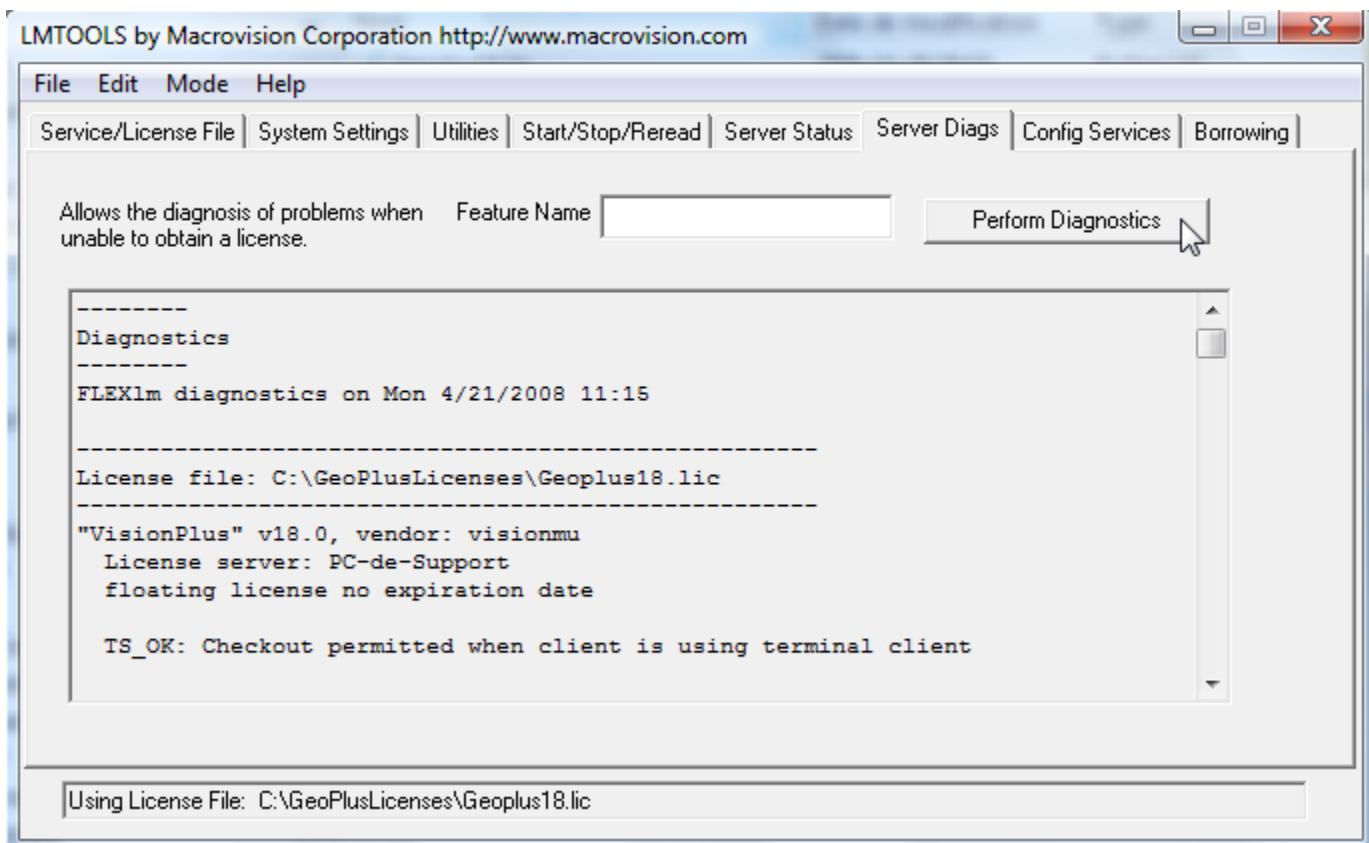 LMTOOLS by Macrovision Corporation http://www.macrovision.com
File Edit Mode Help
Service/License File System Settings Utilities Start/Stop/Reread Server Status Server Diags Config Services Borrowing
Allows the diagnosis of problems when
unable to obtain a license.
Feature Name
Perform Diagnostics
--------
Diagnostics
--------
FLEXlm diagnostics on Mon 4/21/2008 11:15
-----------------------------------------------------
License file: C:\GeoPlusLicenses\Geoplus18.lic
-----------------------------------------------------
"VisionPlus" v18.0, vendor: visionmu
License server: PC-de-Support
floating license no expiration date
TS_OK: Checkout permitted when client is using terminal client
Using License File: C:\GeoPlusLicenses\Geoplus18.lic